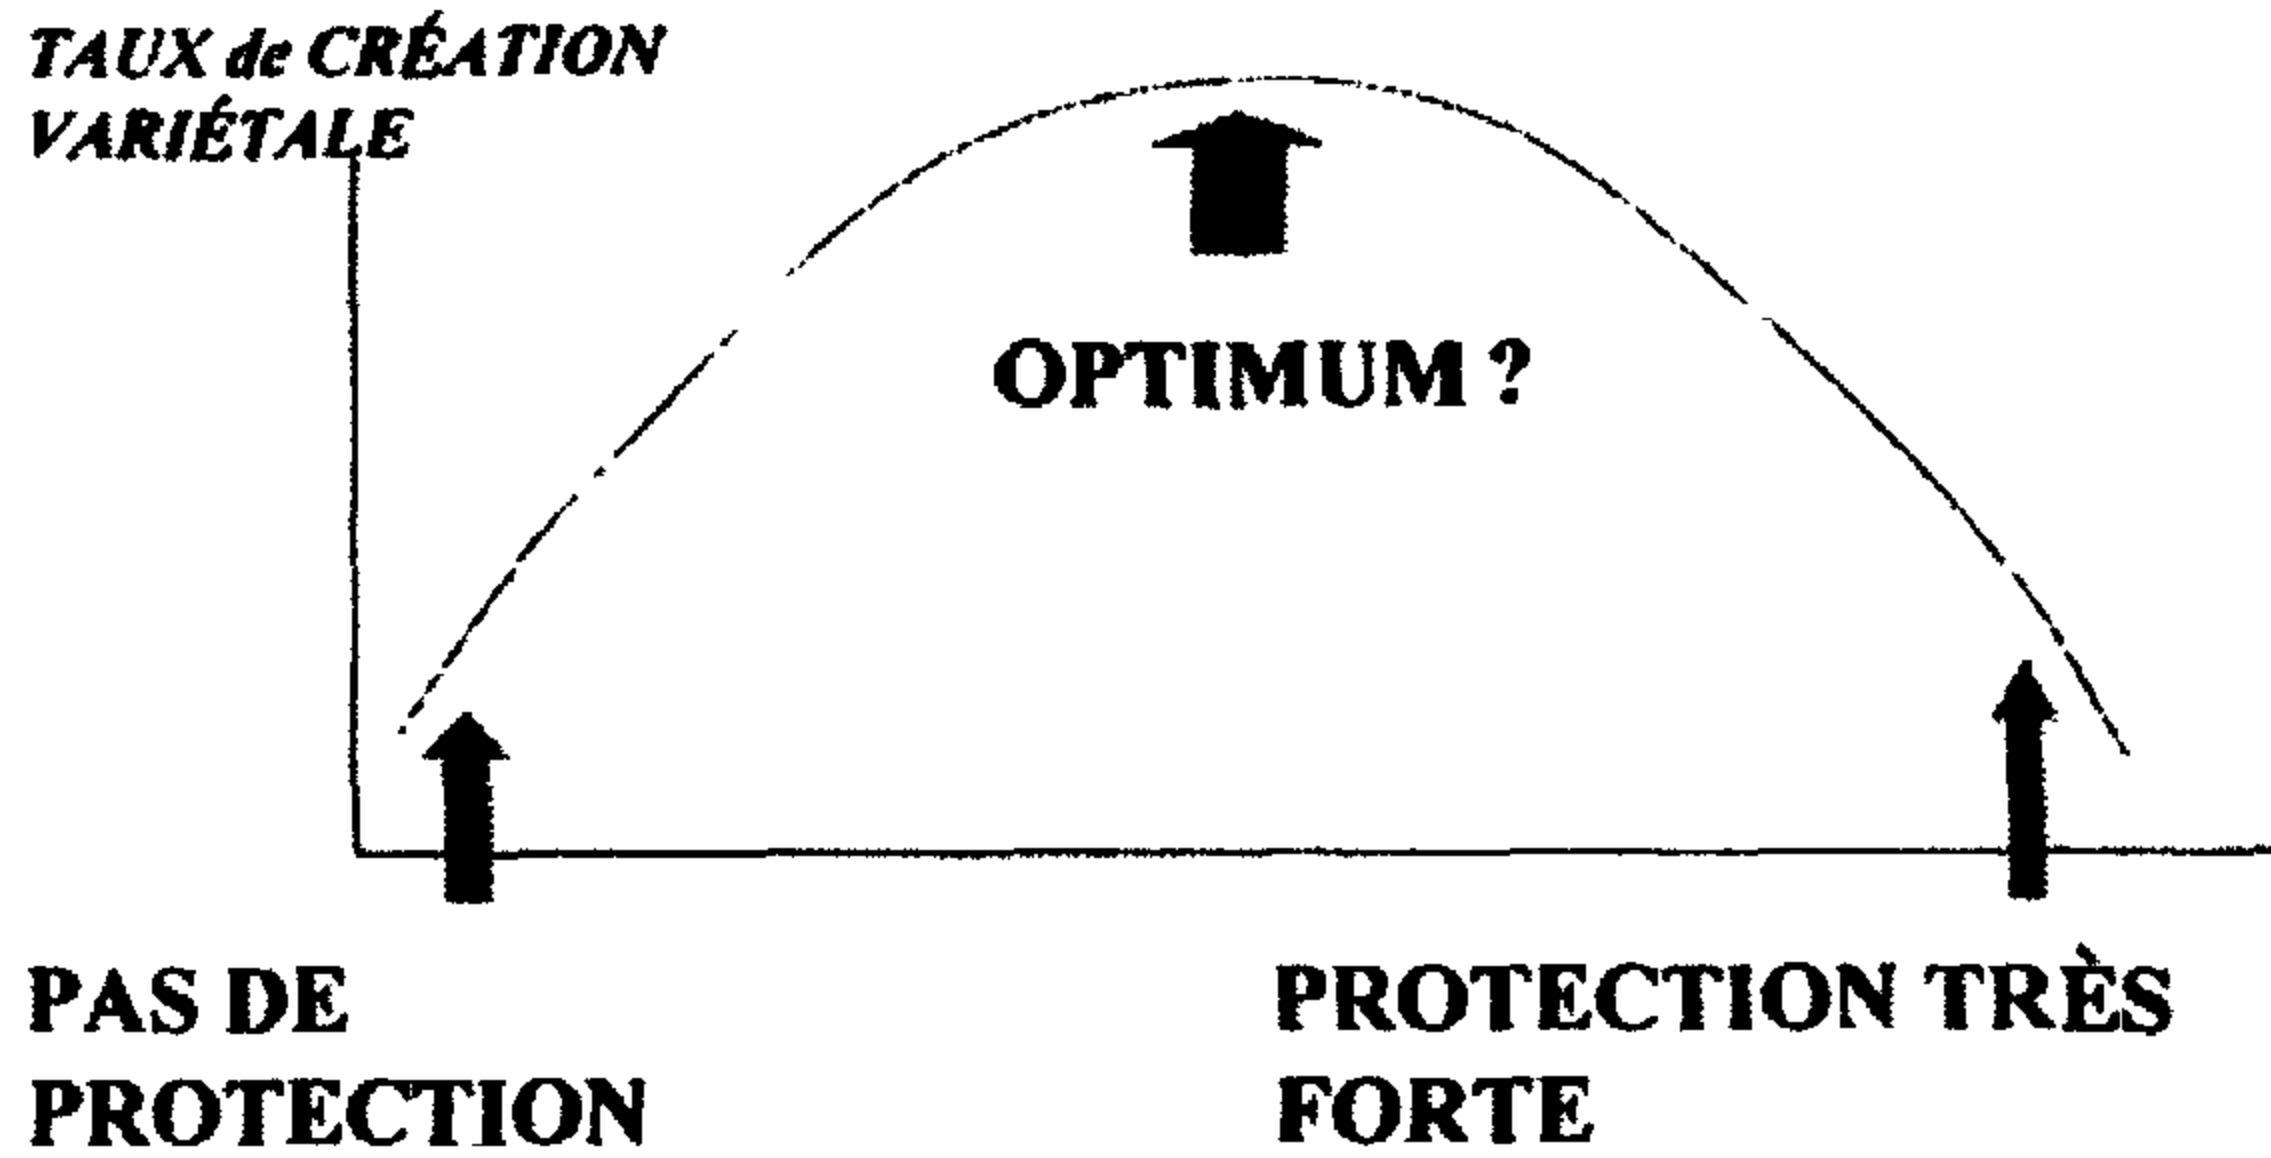 TAUX de CRÉATION
VARIÉTALE
OPTIMUM ?
PAS DE
PROTECTION
PROTECTION TRÈS
FORTE